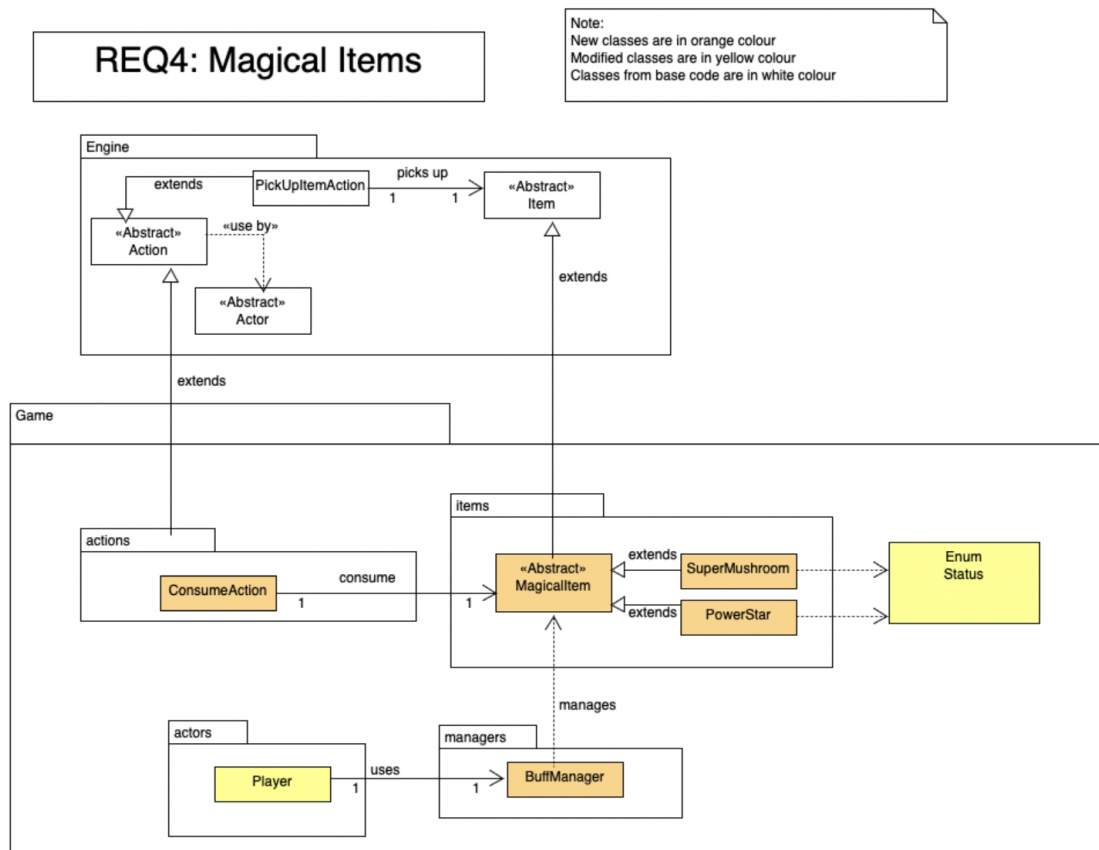 REQ4: Magical Items
Note:
New classes are in orange colour
Modified classes are in yellow colour
Classes from base code are in white colour
Engine
extends
PickUpItemAction
picks up
1
1
«Abstract»
Item
«Abstract»
Action
«use by»
«Abstract»
Actor
extends
extends
Game
actions
ConsumeAction
consume
1
1
items
«Abstract»
MagicalItem
extends
SuperMushroom
extends
PowerStar
Enum
Status
manages
actors
Player
uses
1
1
managers
BuffManager